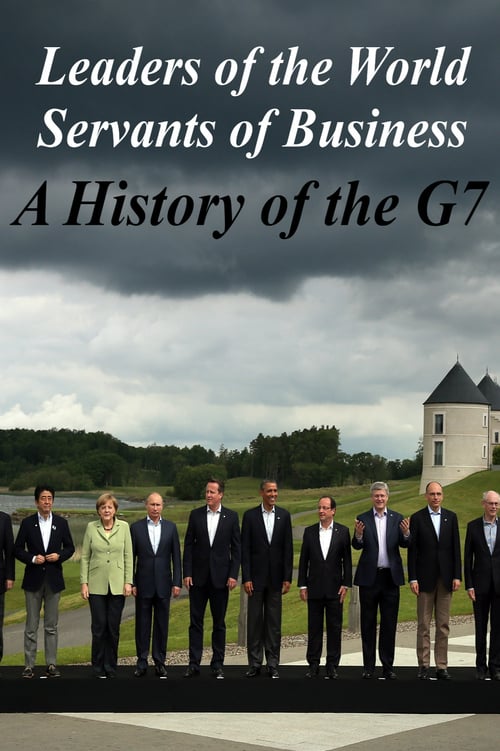 Leaders of the World
Servants of Business
A History of the G7